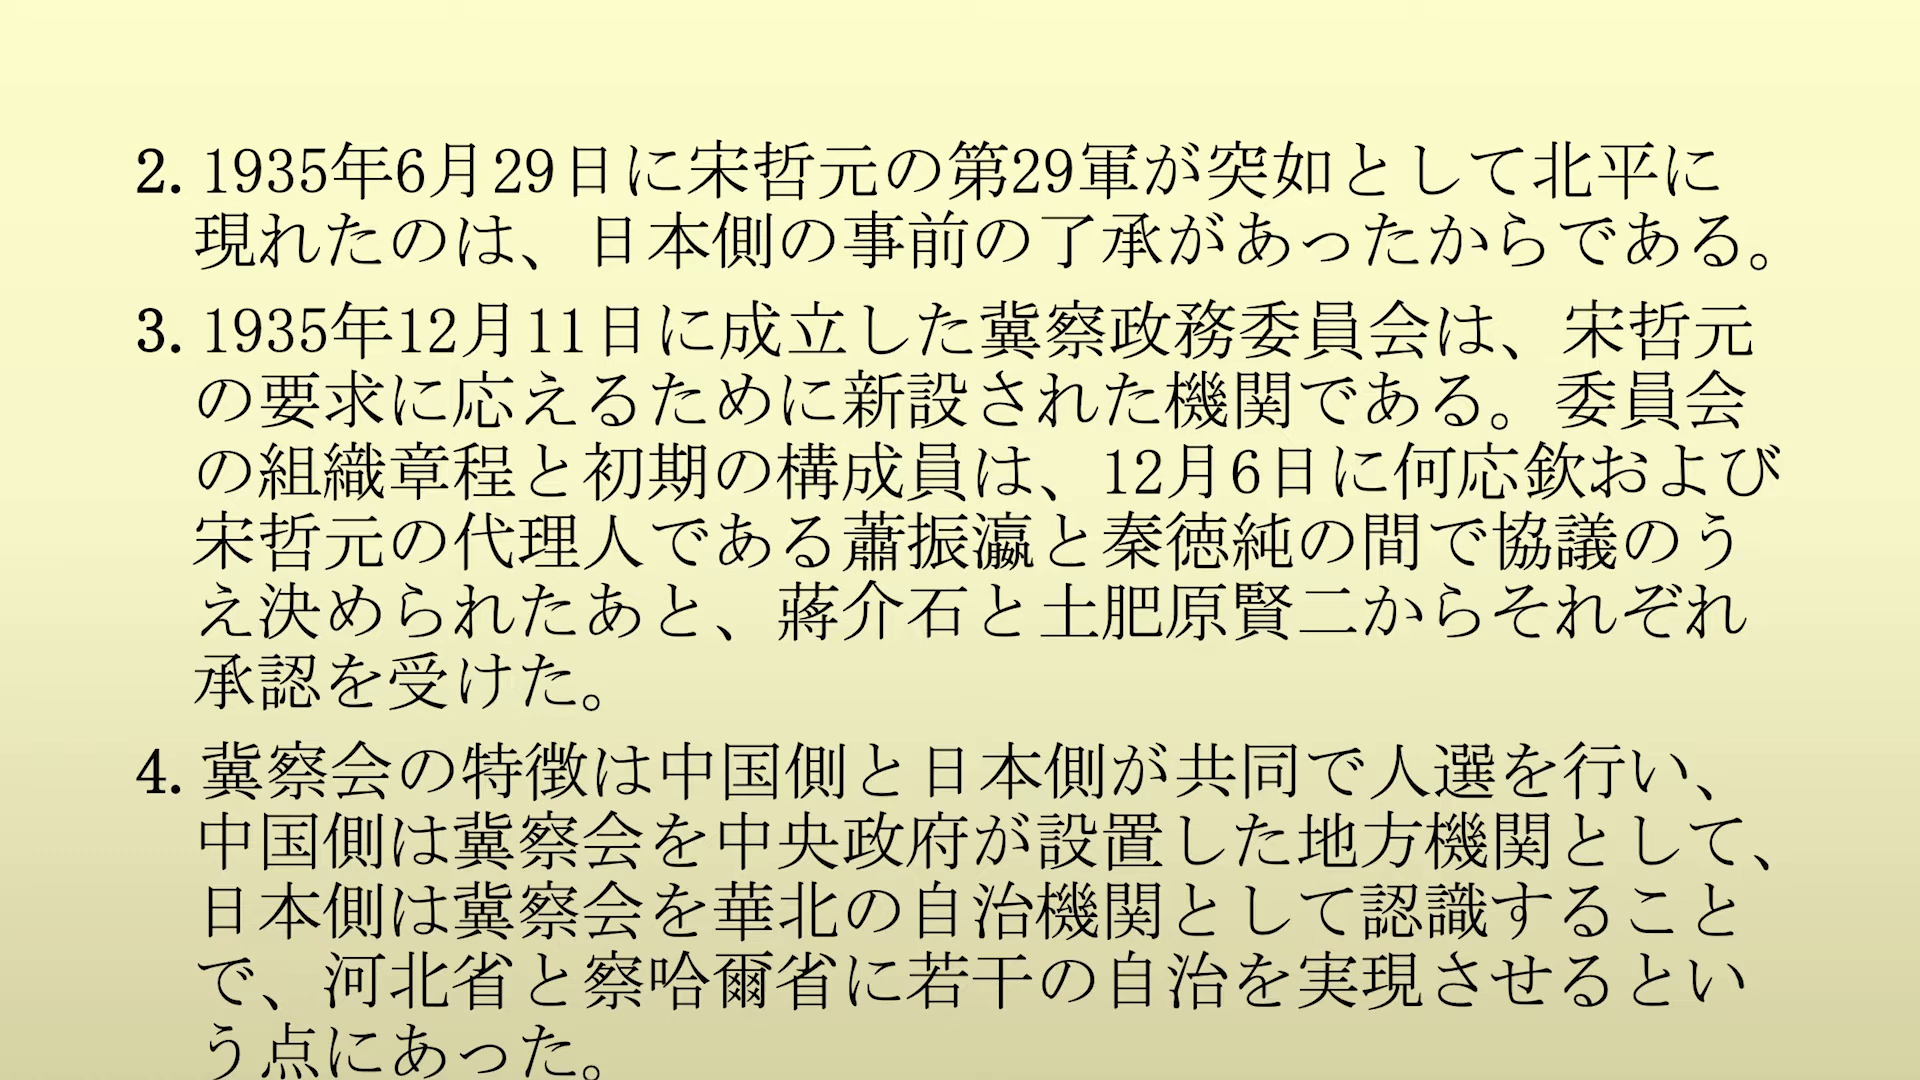 2. 1935年6月29日に宋哲元の第29軍が突如として北平に
現れたのは、日本側の事前の了承があったからである。
3. 1935年12月11日に成立した冀察政務委員会は、宋哲元
の要求に応えるために新設された機関である。委員会
の組織章程と初期の構成員は、12月6日に何応欽および
宋哲元の代理人である蕭振瀛と秦徳純の間で協議のう
え決められたあと、蔣介石と土肥原賢二からそれぞれ
承認を受けた。
4. 冀察会の特徴は中国側と日本側が共同で人選を行い、
中国側は冀察会を中央政府が設置した地方機関として、
日本側は冀察会を華北の自治機関として認識すること
で、河北省と察哈爾省に若干の自治を実現させるとい
う点にあった。